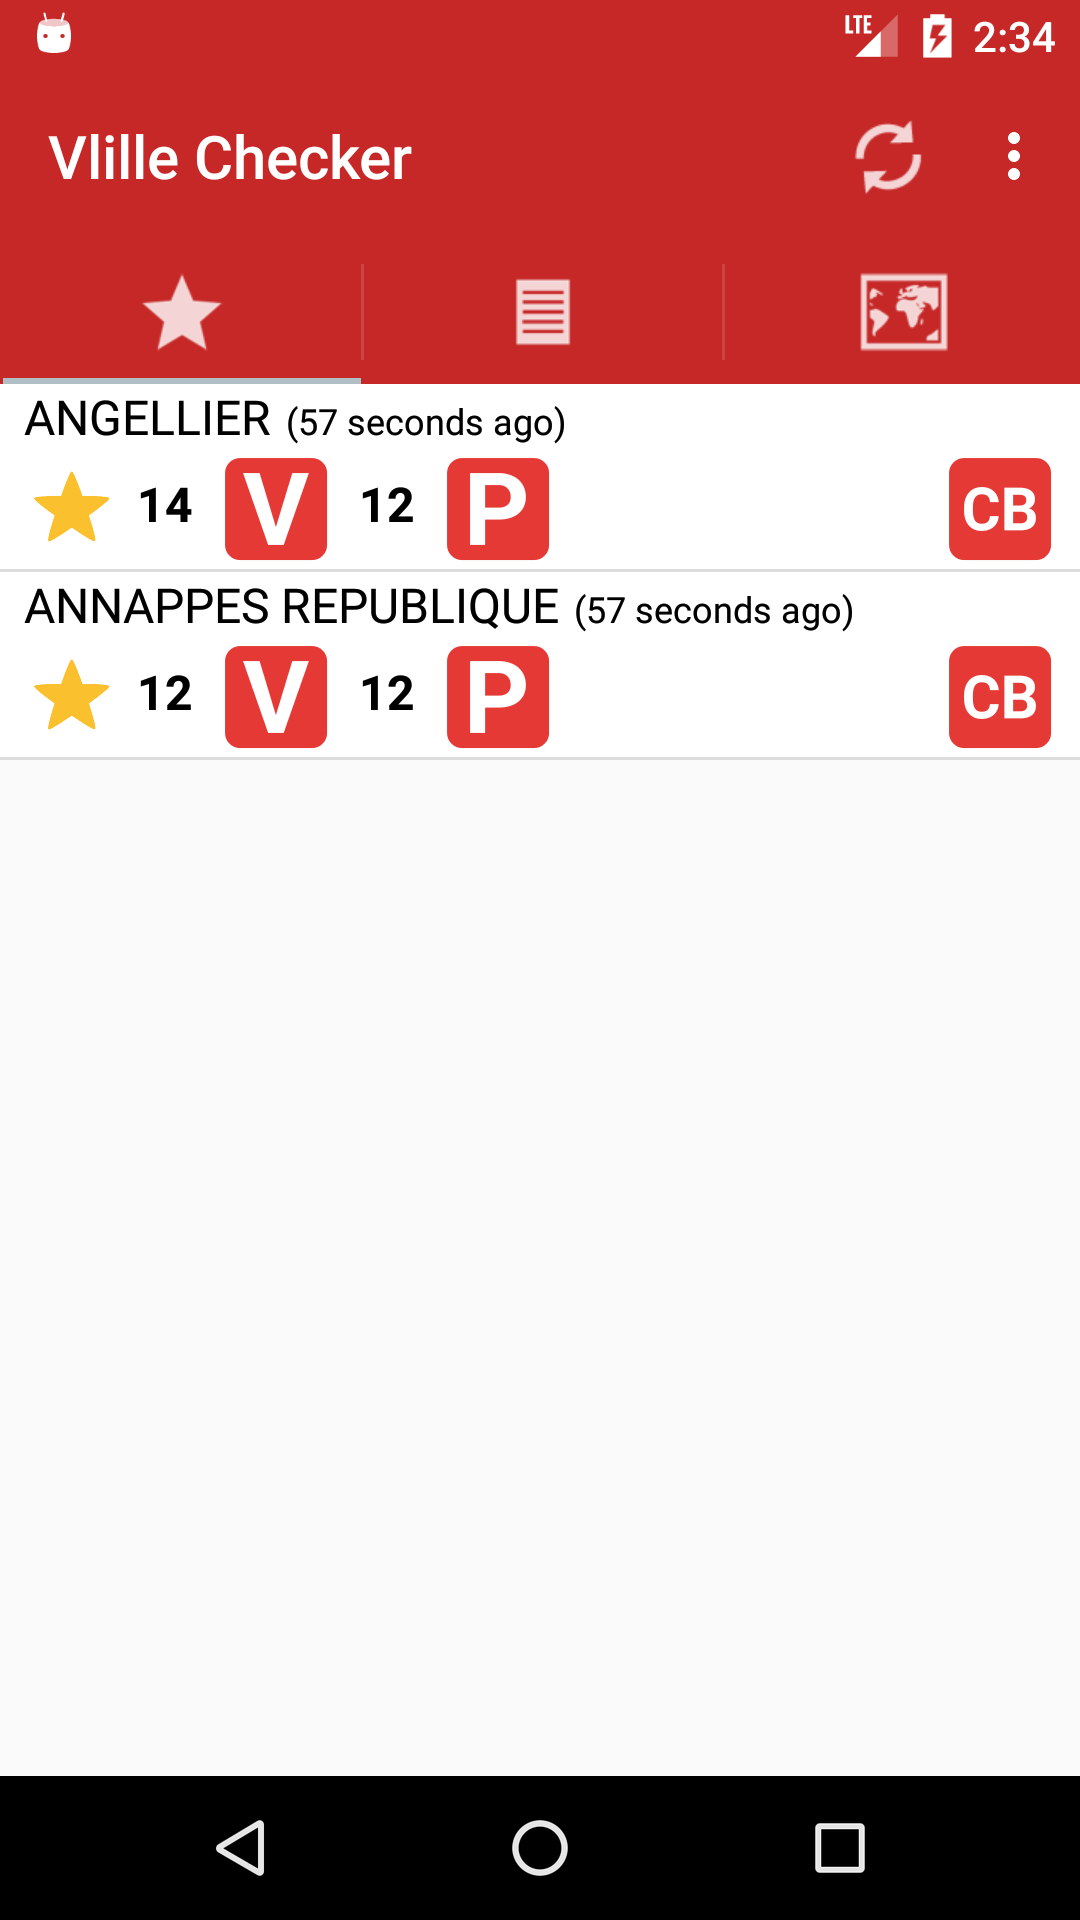 LTE 2:34
Vlille Checker
ANGELLIER (57 seconds ago)
14 V 12 P CB
ANNAPPES REPUBLIQUE (57 seconds ago)
12 V 12 P CB